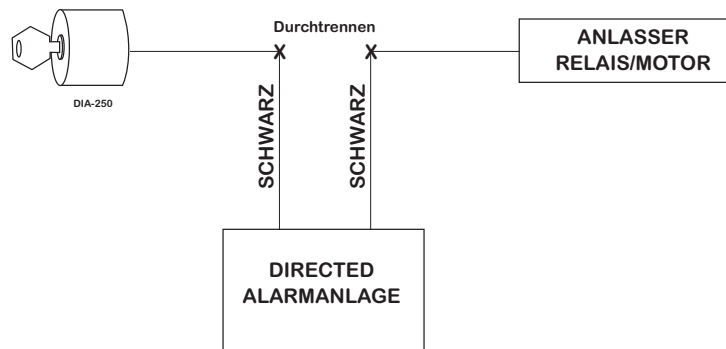 Durchtrennen
ANLASSER
RELAIS/MOTOR
DIA-250
SCHWARZ
SCHWARZ
DIRECTED
ALARMANLAGE